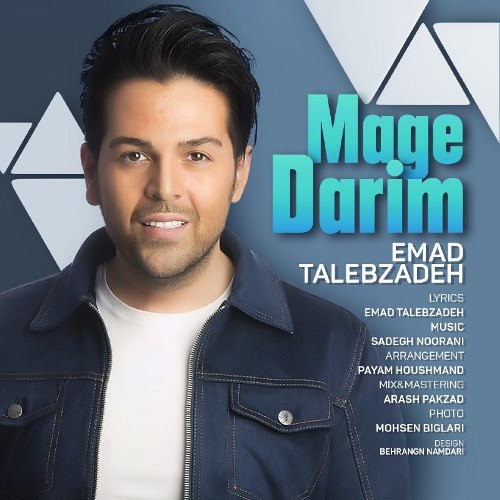 Mage
Darim
EMAD
TALEBZADEH
LYRICS
EMAD TALEBZADEH
MUSIC
SADEGH NOORANI
ARRANGEMENT
PAYAM HOUSHMAND
MIX&MASTERING
ARASH PAKZAD
PHOTO
MOHSEN BIGLARI
DESIGN
BEHRANGN NAMDARI